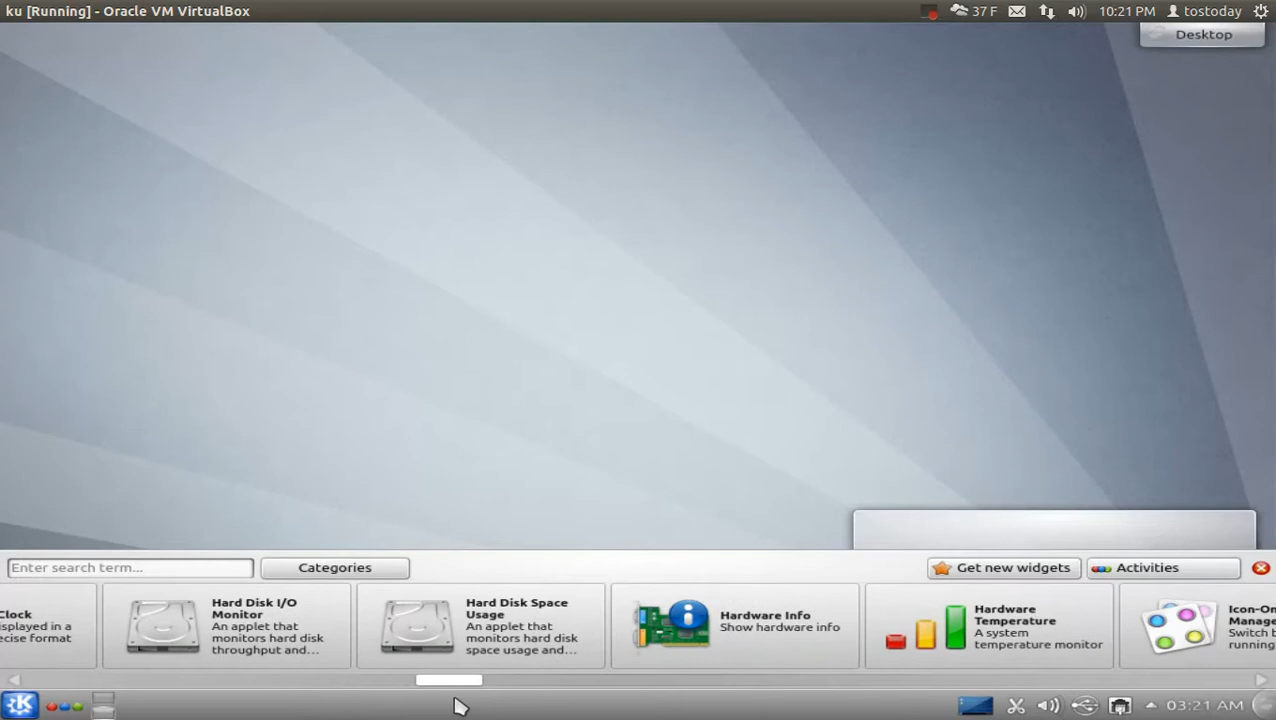 ku [Running] - Oracle VM VirtualBox
37 F
10:21 PM
tostoday
Desktop
Enter search term...
Categories
Get new widgets
Activities
Clock
isplayed in a
ecise format
Hard Disk I/O
Monitor
An applet that
monitors hard disk
throughput and...
Hard Disk Space
Usage
An applet that
monitors hard disk
space usage and...
Hardware Info
Show hardware info
Hardware
Temperature
A system
temperature monitor
Icon-On
Manage
Switch b
running
03:21 AM